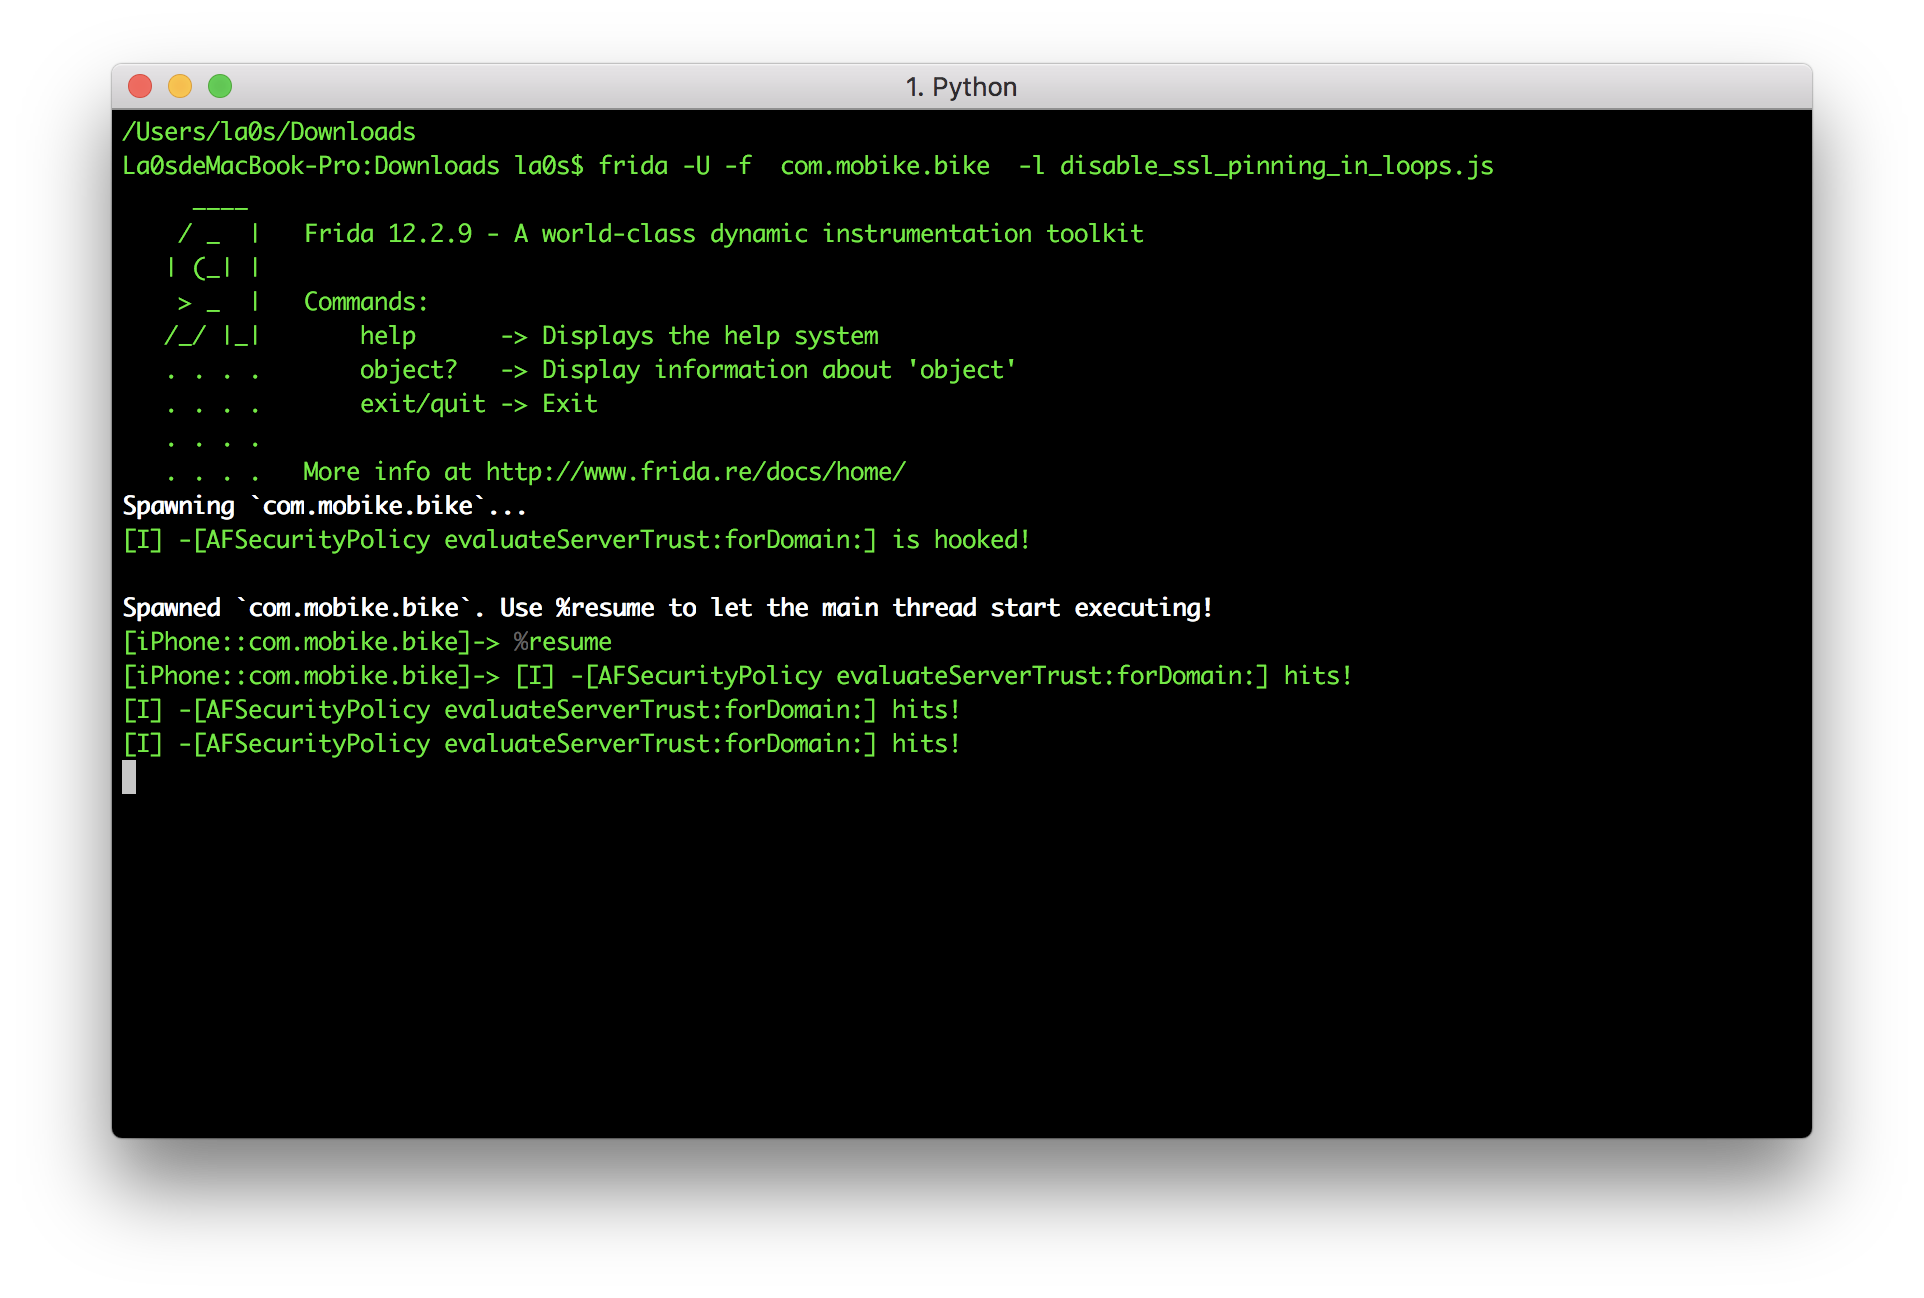 1. Python
/Users/la0s/Downloads
La0sdeMacBook-Pro:Downloads la0s$ frida -U -f  com.mobike.bike  -l disable_ssl_pinning_in_loops.js
     ____
    / _  |   Frida 12.2.9 - A world-class dynamic instrumentation toolkit
   | (_| |
    > _  |   Commands:
   /_/ |_|       help      -> Displays the help system
   . . . .       object?   -> Display information about 'object'
   . . . .       exit/quit -> Exit
   . . . .
   . . . .   More info at http://www.frida.re/docs/home/
Spawning `com.mobike.bike`...
[I] -[AFSecurityPolicy evaluateServerTrust:forDomain:] is hooked!
Spawned `com.mobike.bike`. Use %resume to let the main thread start executing!
[iPhone::com.mobike.bike]-> %resume
[iPhone::com.mobike.bike]-> [I] -[AFSecurityPolicy evaluateServerTrust:forDomain:] hits!
[I] -[AFSecurityPolicy evaluateServerTrust:forDomain:] hits!
[I] -[AFSecurityPolicy evaluateServerTrust:forDomain:] hits!